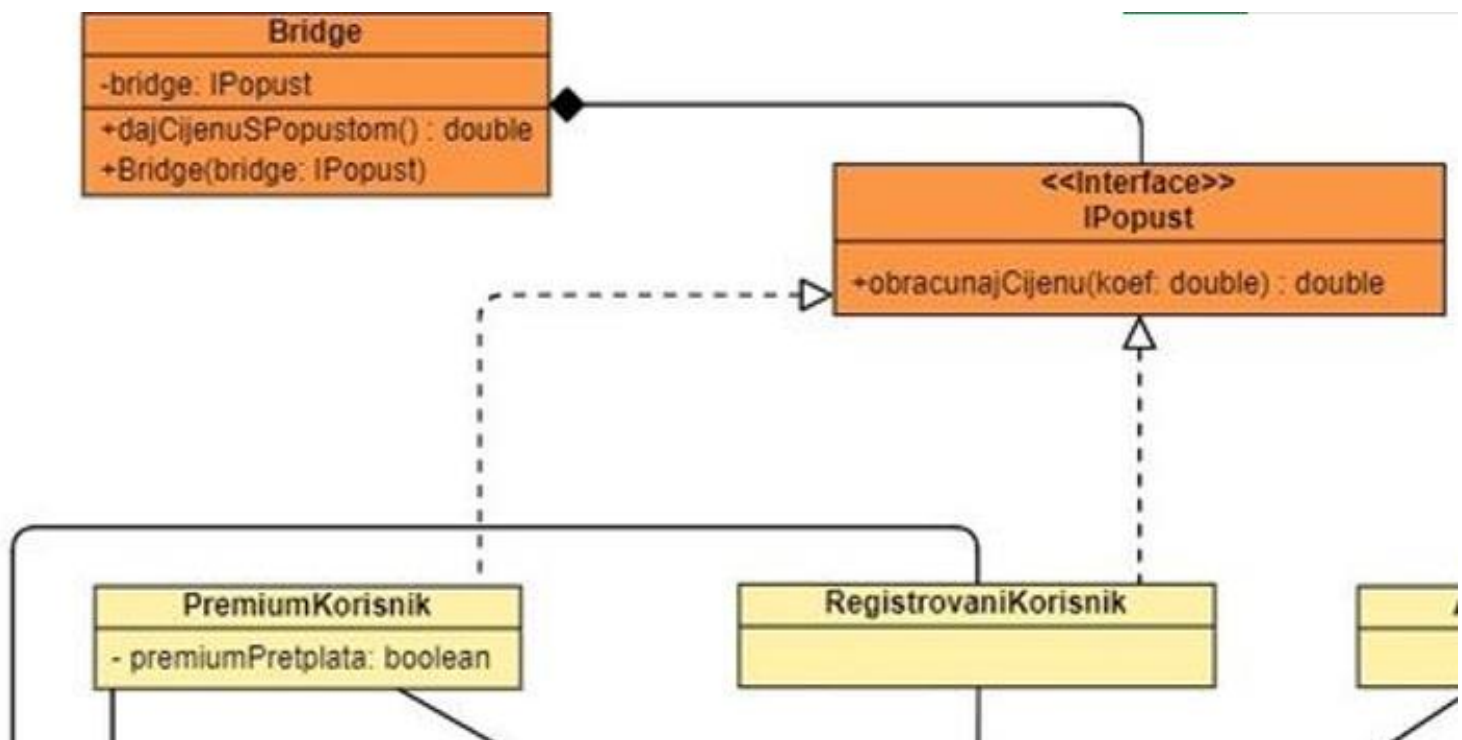 Bridge
-bridge: IPopust
+dajCijenuSPopustom() : double
+Bridge(bridge: IPopust)
<<Interface>>
IPopust
+obracunajCijenu(koef: double) : double
PremiumKorisnik
- premiumPretplata: boolean
RegistrovaniKorisnik